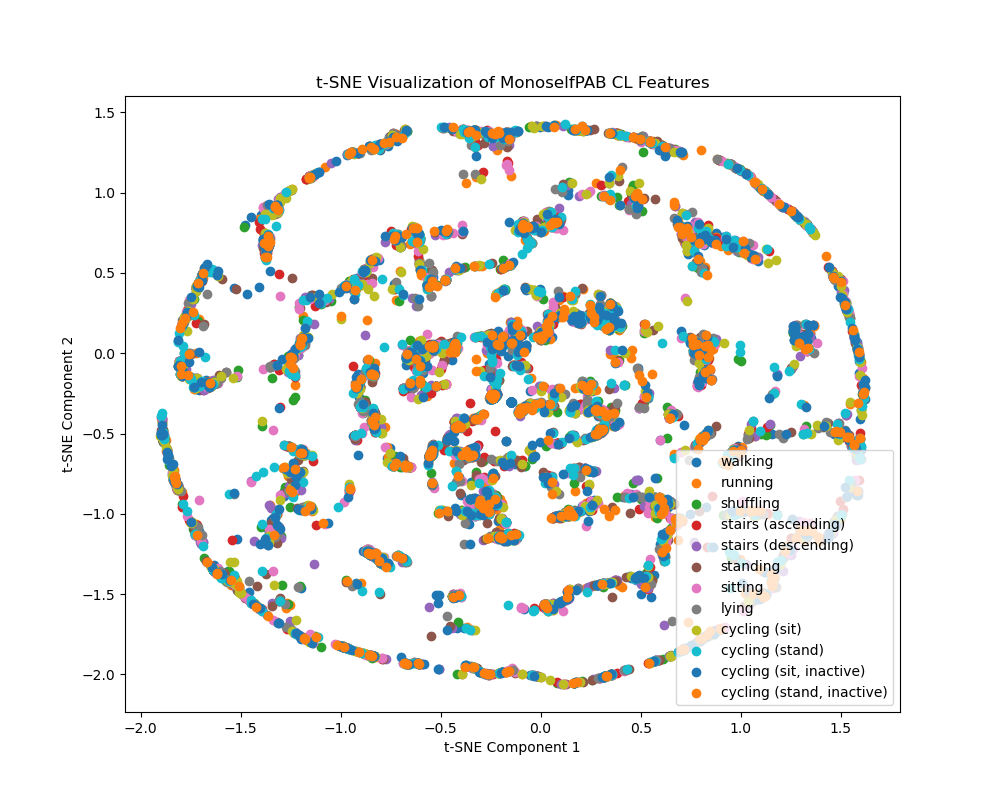 t-SNE Visualization of MonoselfPAB CL Features
1.5
1.0
0.5
0.0
−0.5
−1.0
−1.5
−2.0
t-SNE Component 2
walking
running
shuffling
stairs (ascending)
stairs (descending)
standing
sitting
lying
cycling (sit)
cycling (stand)
cycling (sit, inactive)
cycling (stand, inactive)
−2.0 −1.5 −1.0 −0.5 0.0 0.5 1.0 1.5
t-SNE Component 1